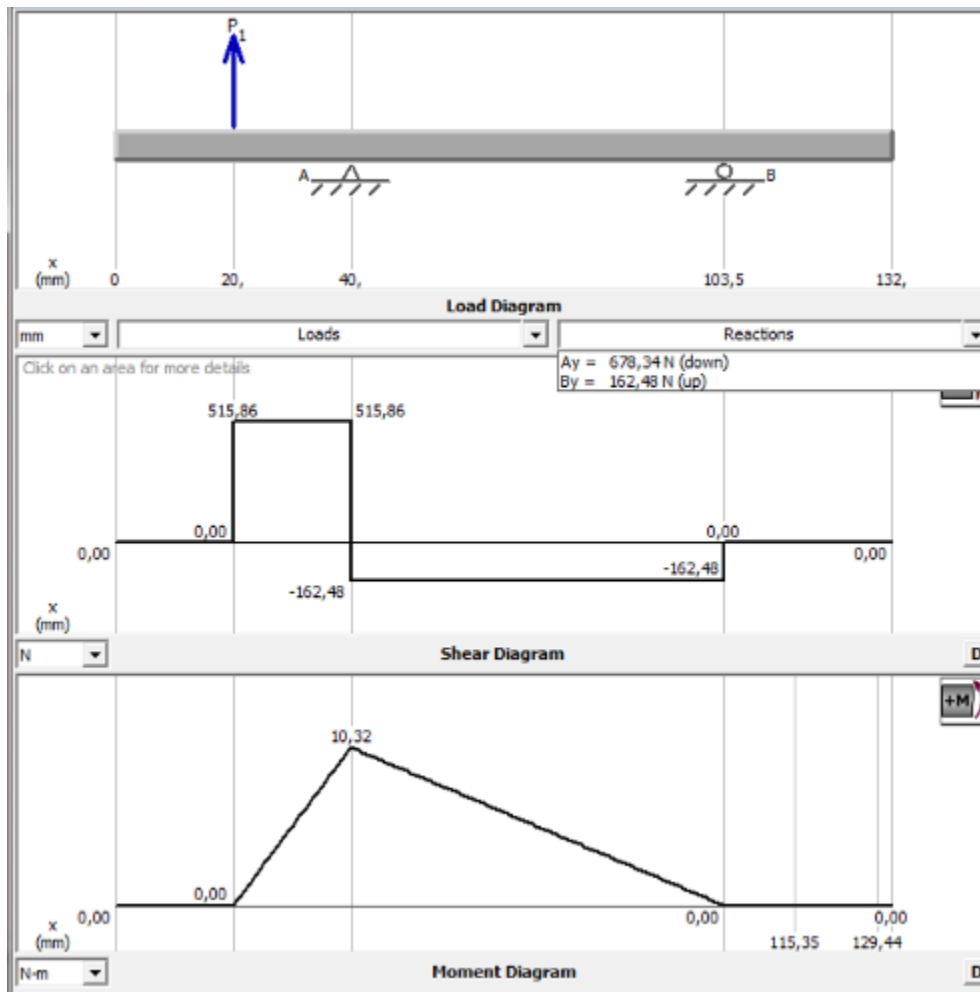 P1
A B
x
(mm) 0 20, 40, 103,5 132,
Load Diagram
mm Loads Reactions
Click on an area for more details
Ay = 678,34 N (down)
By = 162,48 N (up)
515,86 515,86
0,00 0,00
0,00 0,00
-162,48 -162,48
x
(mm)
N Shear Diagram D
+M
10,32
0,00
0,00 0,00 0,00
x
(mm) 115,35 129,44
N-m Moment Diagram D